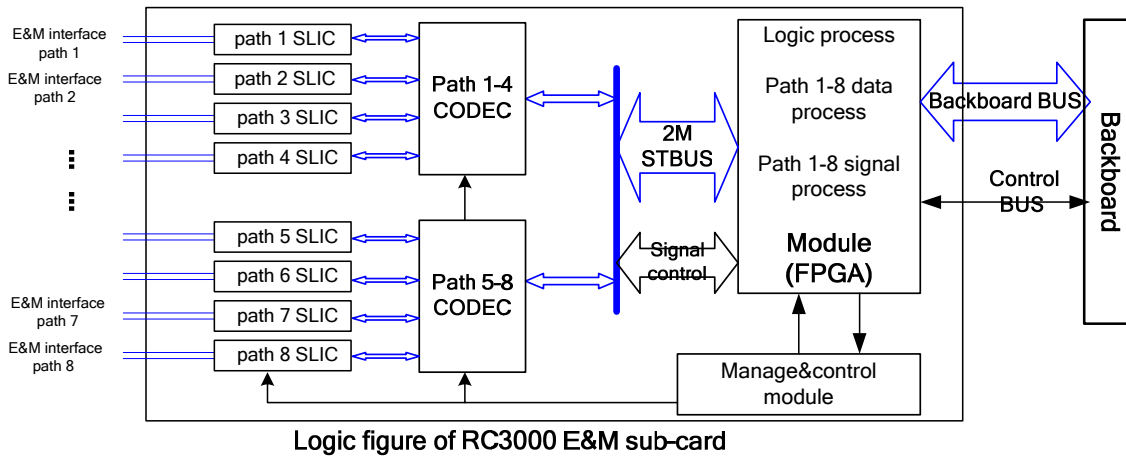 E&M interface
path 1
E&M interface
path 2
...
...
E&M interface
path 7
E&M interface
path 8
path 1 SLIC
path 2 SLIC
path 3 SLIC
path 4 SLIC
path 5 SLIC
path 6 SLIC
path 7 SLIC
path 8 SLIC
Path 1-4
CODEC
Path 5-8
CODEC
2M
STBUS
Signal
control
Logic process
Path 1-8 data
process
Path 1-8 signal
process
Module
(FPGA)
Manage&control
module
Backboard BUS
Control
BUS
Backboard
Logic figure of RC3000 E&M sub-card